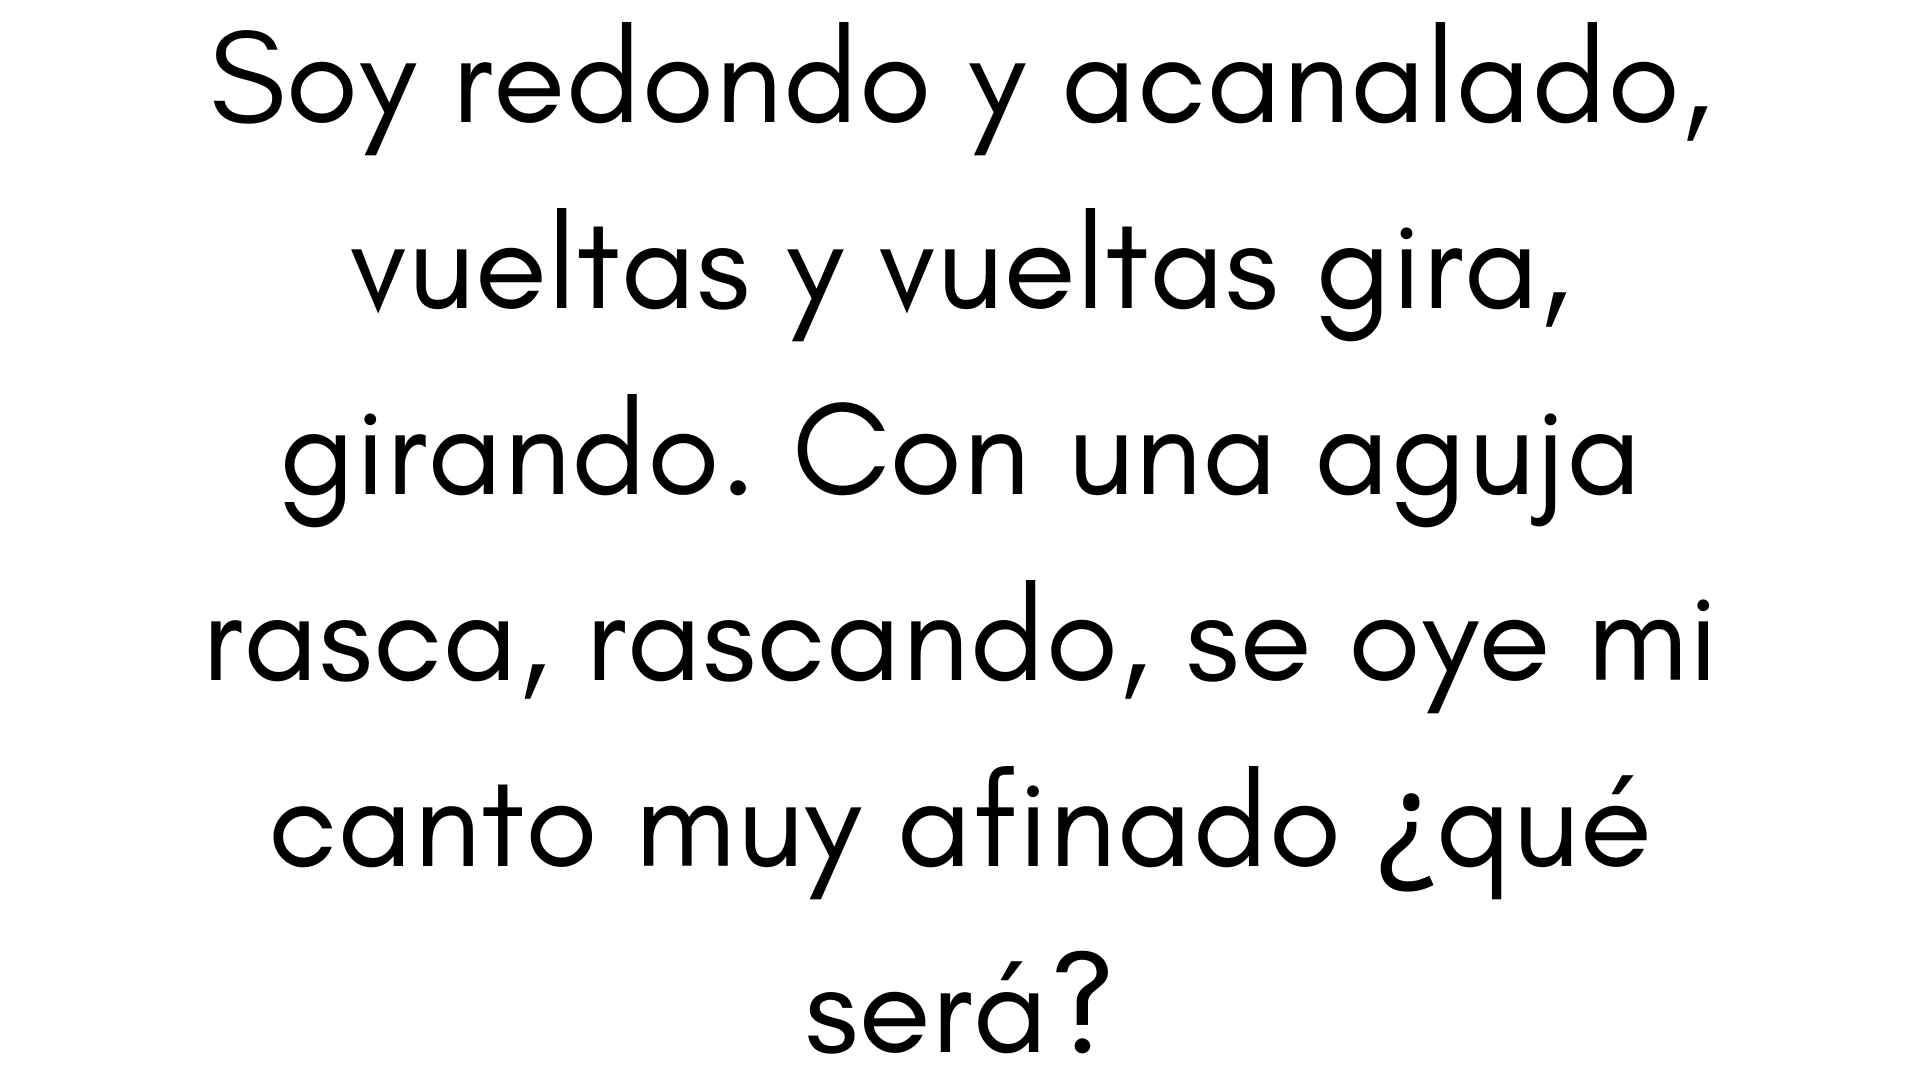 Soy redondo y acanalado,
vueltas y vueltas gira,
girando. Con una aguja
rasca, rascando, se oye mi
canto muy afinado ¿qué
será?